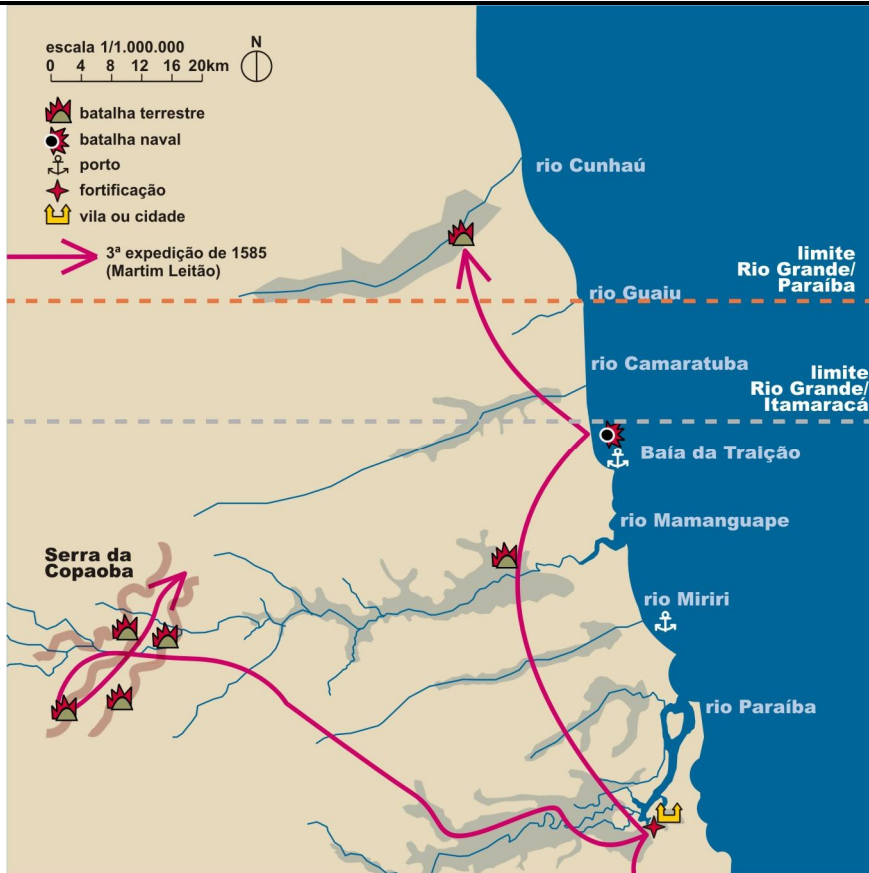 escala 1/1.000.000
0 4 8 12 16 20km
N
batalha terrestre
batalha naval
porto
fortificação
vila ou cidade
3ª expedição de 1585
(Martim Leitão)
rio Cunhaú
limite
Rio Grande/
Paraíba
rio Guaiu
rio Camaratuba
limite
Rio Grande/
Itamaracá
Baía da Tralção
rio Mamanguape
Serra da
Copaoba
rio Miriri
rio Paraíba